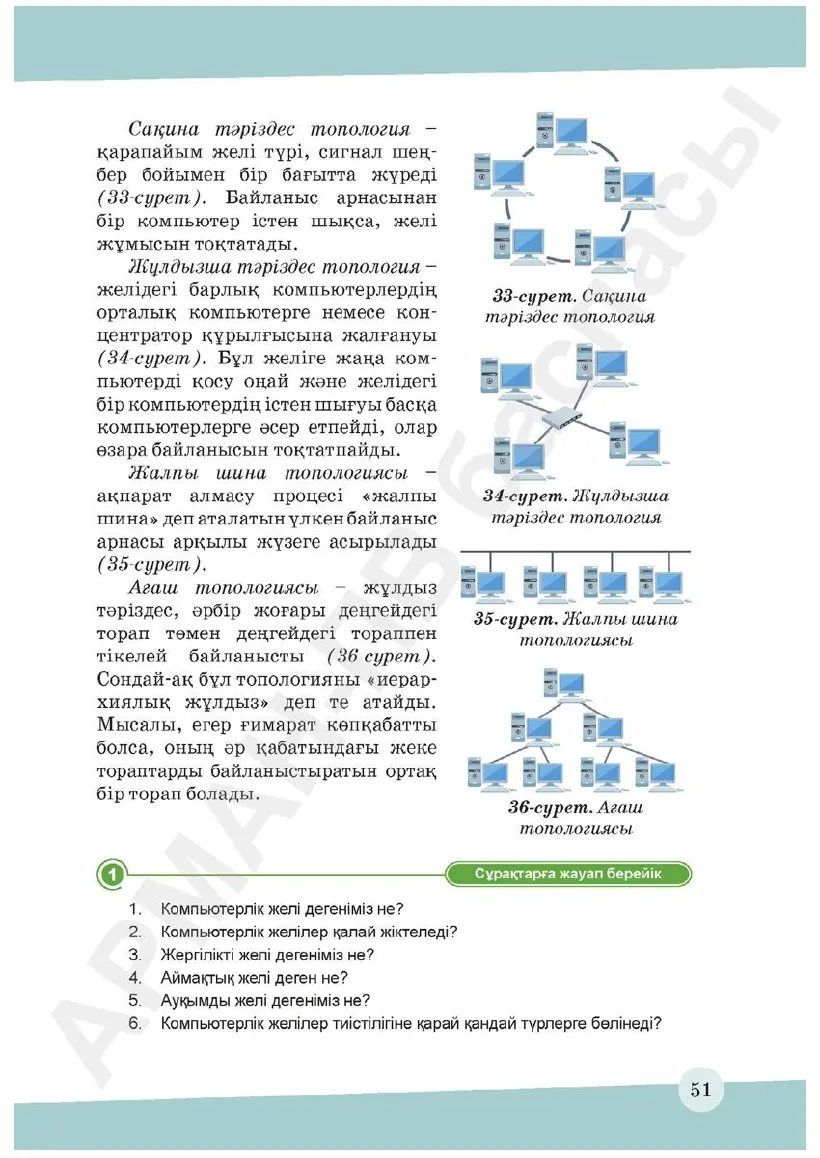 Сақина тәріздес топология –
қарапайым желі түрі, сигнал шең-
бер бойымен бір бағытта жүреді
(33-сурет). Байланыс арнасынан
бір компьютер істен шықса, желі
жұмысын тоқтатады.
Жұлдызша тәріздес топология –
желідегі барлық компьютерлердің
орталық компьютерге немесе кон-
центратор құрылғысына жалғануы
(34-сурет). Бұл желіге жаңа ком-
пьютерді қосу оңай және желідегі
бір компьютердің істен шығуы басқа
компьютерлерге әсер етпейді, олар
өзара байланысын тоқтатпайды.
Жалпы шина топологиясы –
ақпарат алмасу процесі «жалпы
шина» деп аталатын үлкен байланыс
арнасы арқылы жүзеге асырылады
(35-сурет).
Ағаш топологиясы – жұлдыз
тәріздес, әрбір жоғары деңгейдегі
торап төмен деңгейдегі тораппен
тікелей байланысты (36 сурет).
Сондай-ақ бұл топологияны «иерар-
хиялық жұлдыз» деп те атайды.
Мысалы, егер ғимарат көпқабатты
болса, оның әр қабатындағы жеке
тораптарды байланыстыратын ортақ
бір торап болады.
33-сурет. Сақина
тәріздес топология
34-сурет. Жұлдызша
тәріздес топология
35-сурет. Жалпы шина
топологиясы
36-сурет. Ағаш
топологиясы
1
Сұрақтарға жауап берейік
1. Компьютерлік желі дегеніміз не?
2. Компьютерлік желілер қалай жіктеледі?
3. Жергілікті желі дегеніміз не?
4. Аймақтық желі деген не?
5. Ауқымды желі дегеніміз не?
6. Компьютерлік желілер тиістілігіне қарай қандай түрлерге бөлінеді?
51
АРМАН-ПВ баспасы